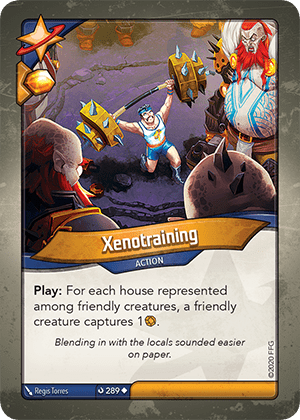 Xenotraining
ACTION
Play: For each house represented
among friendly creatures, a friendly
creature captures 1.
Blending in with the locals sounded easier
on paper.
©2020 FFG
Regis Torres
289